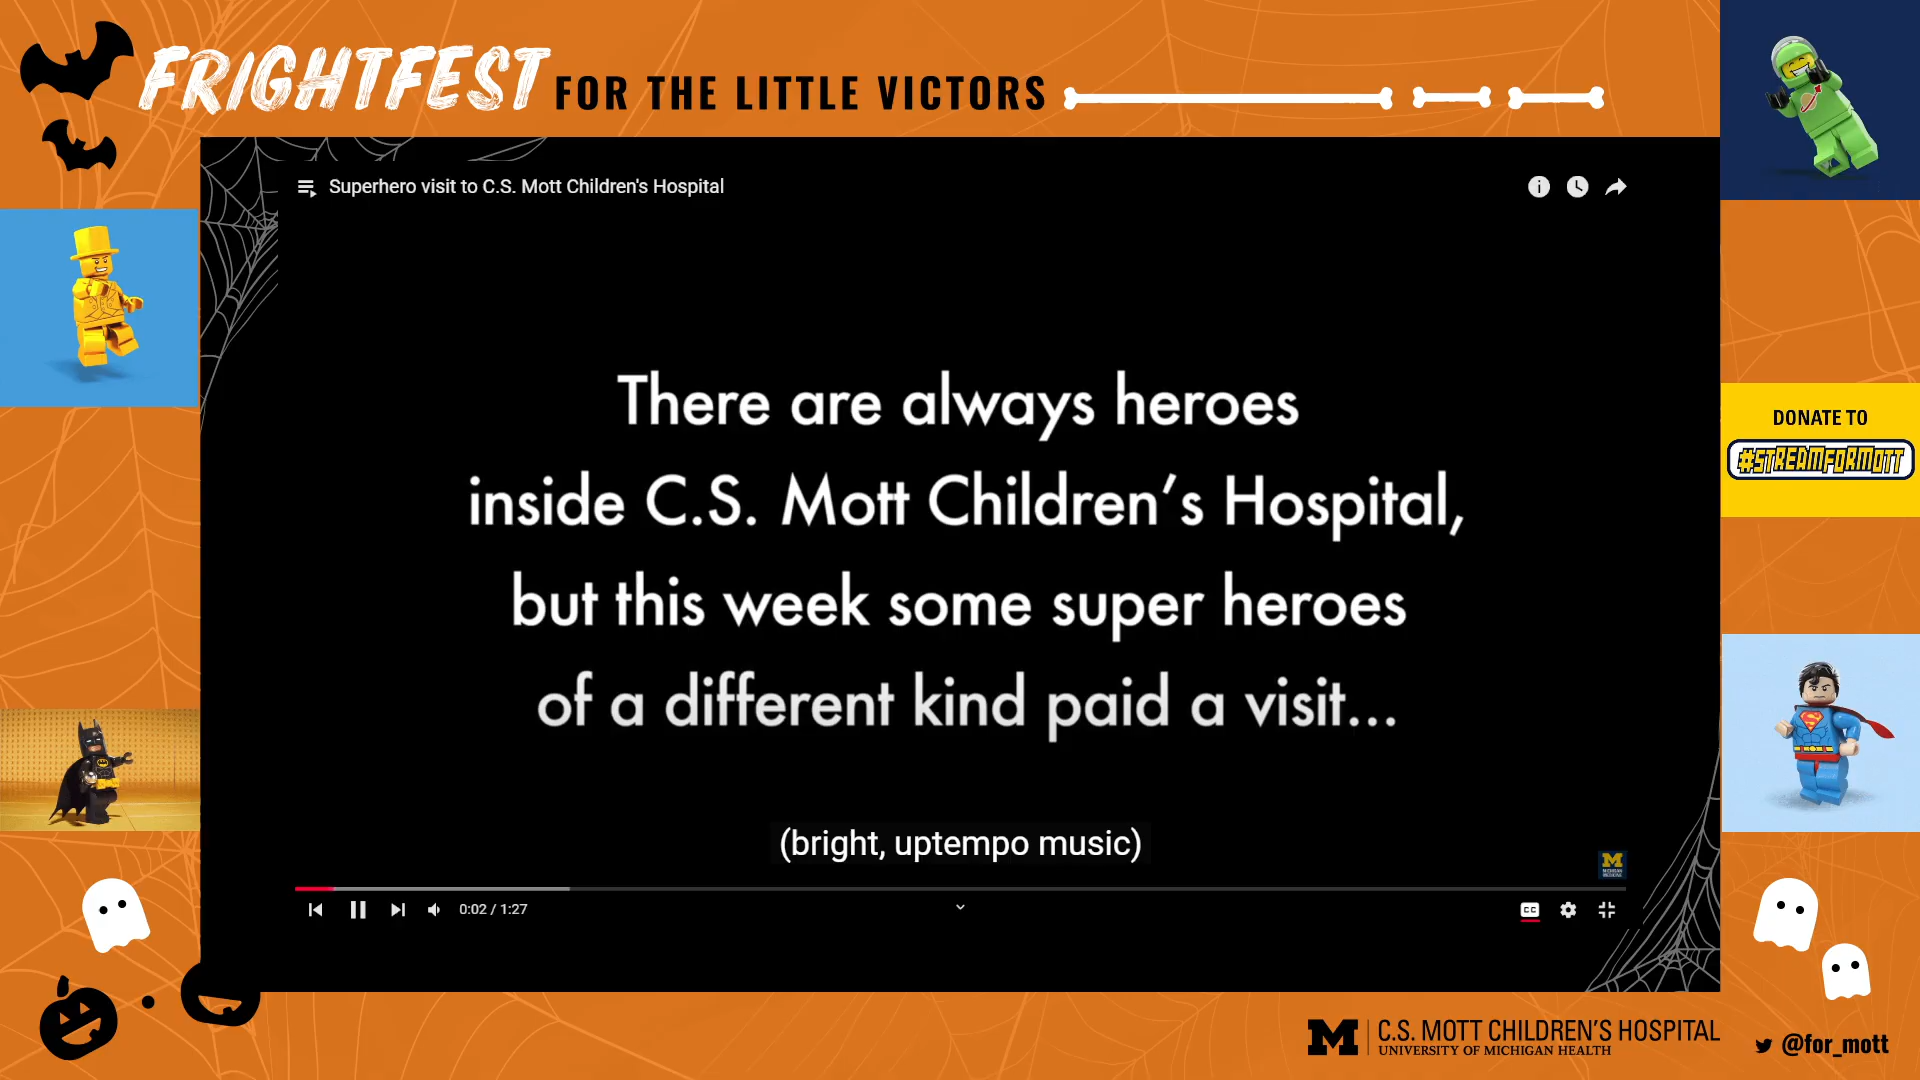 FRIGHTFEST FOR THE LITTLE VICTORS
Superhero visit to C.S. Mott Children's Hospital
There are always heroes
inside C.S. Mott Children's Hospital,
but this week some super heroes
of a different kind paid a visit...
(bright, uptempo music)
0:02 / 1:27
CC
DONATE TO
#STREAMFORMOTT
M C.S. MOTT CHILDREN'S HOSPITAL
UNIVERSITY OF MICHIGAN HEALTH
@for_mott